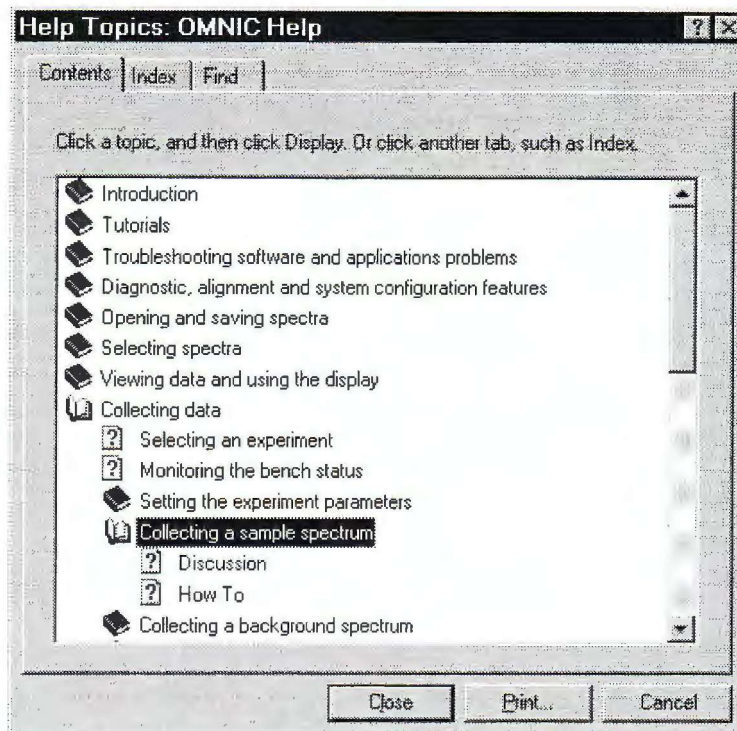 Help Topics: OMNIC Help
Contents Index Find
Click a topic, and then click Display. Or click another tab, such as Index.
Introduction
Tutorials
Troubleshooting software and applications problems
Diagnostic, alignment and system configuration features
Opening and saving spectra
Selecting spectra
Viewing data and using the display
Collecting data
Selecting an experiment
Monitoring the bench status
Setting the experiment parameters
Collecting a sample spectrum
Discussion
How To
Collecting a background spectrum
Close Print... Cancel